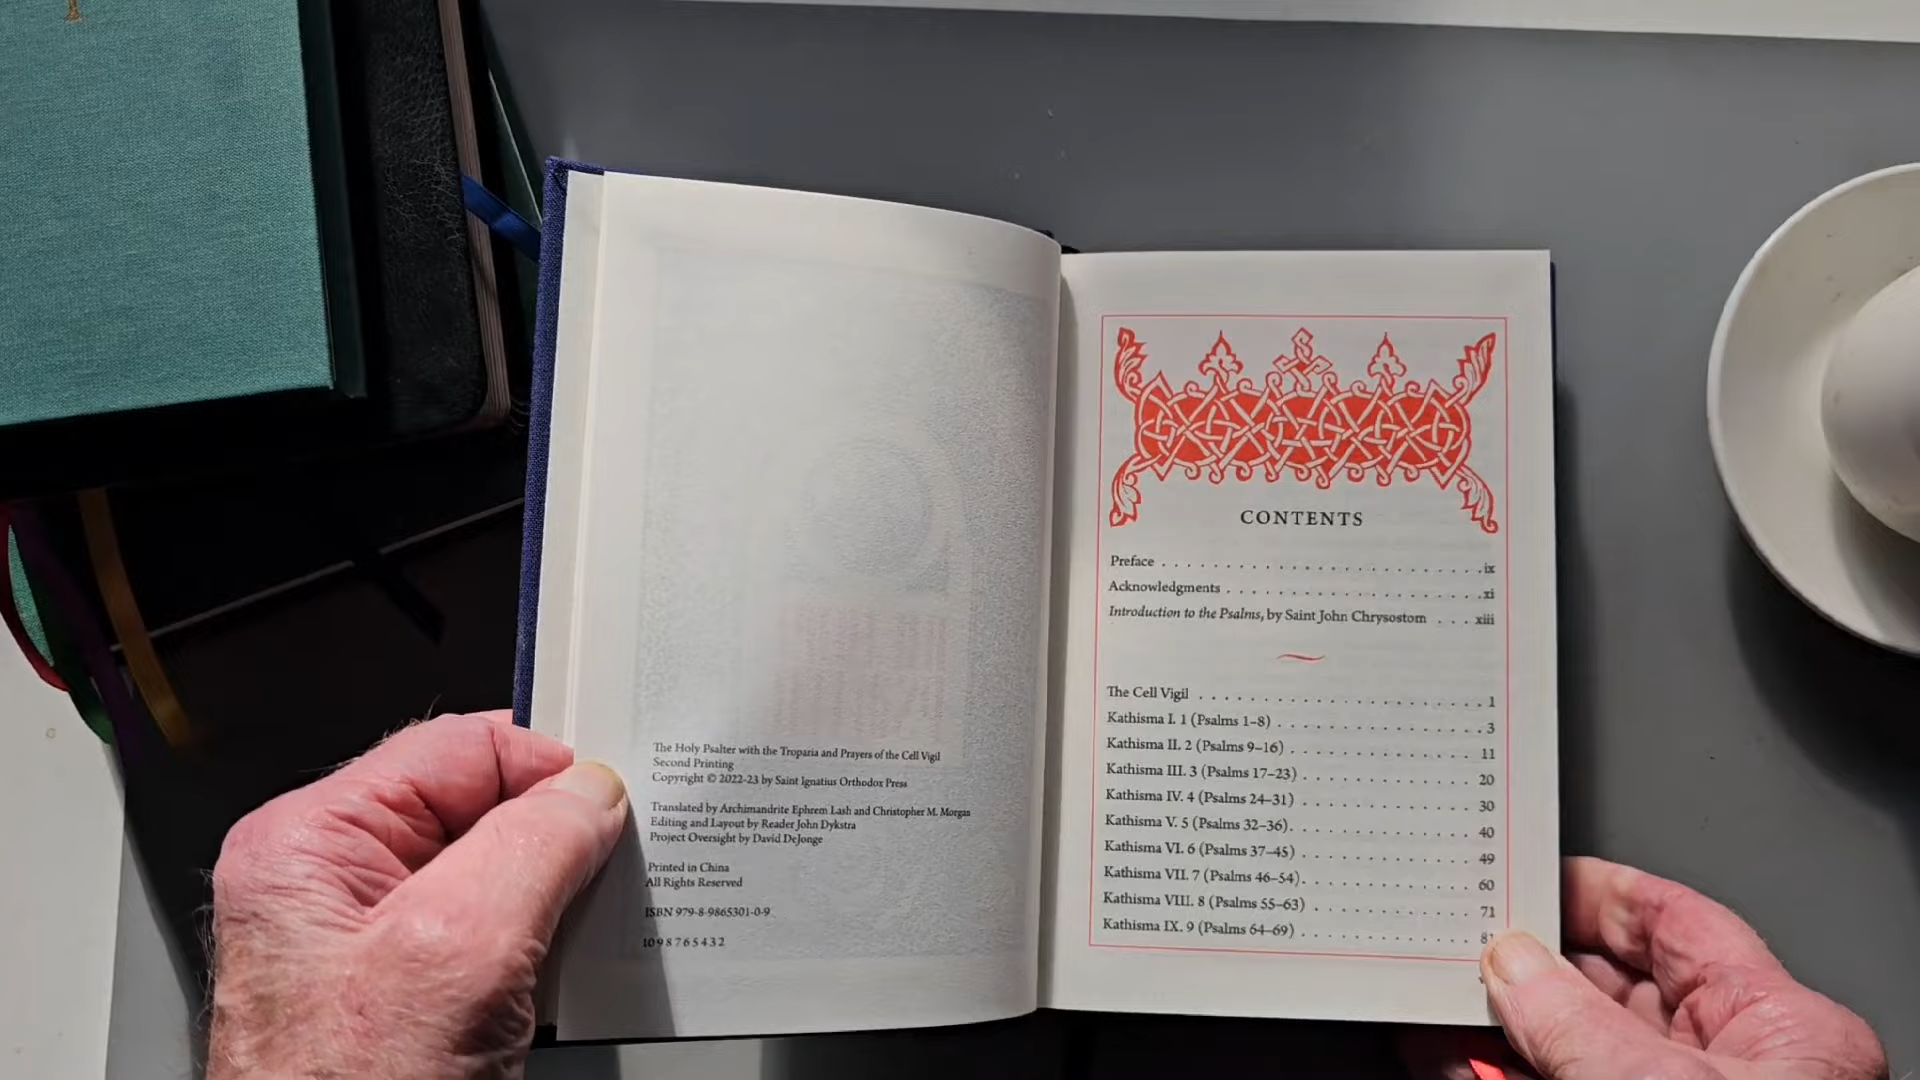 The Holy Psalter with the Troparia and Prayers of the Cell Vigil
Second Printing
Copyright © 2022-23 by Saint Ignatius Orthodox Press
Translated by Archimandrite Ephrem Lash and Christopher M. Morgan
Editing and Layout by Reader John Dykstra
Project Oversight by David DeJonge
Printed in China
All Rights Reserved
ISBN 979-8-9865301-0-9
10 9 8 7 6 5 4 3 2
CONTENTS
Preface . . . . . . . . . . . . . . . . . . . . . . . . . . ix
Acknowledgments . . . . . . . . . . . . . . . . . . . . . xi
Introduction to the Psalms, by Saint John Chrysostom . . . xiii
The Cell Vigil . . . . . . . . . . . . . . . . . . . . . . 1
Kathisma I. 1 (Psalms 1–8) . . . . . . . . . . . . . . . . 3
Kathisma II. 2 (Psalms 9–16) . . . . . . . . . . . . . . . 11
Kathisma III. 3 (Psalms 17–23) . . . . . . . . . . . . . . 20
Kathisma IV. 4 (Psalms 24–31) . . . . . . . . . . . . . . 30
Kathisma V. 5 (Psalms 32–36) . . . . . . . . . . . . . . . 40
Kathisma VI. 6 (Psalms 37–45) . . . . . . . . . . . . . . 49
Kathisma VII. 7 (Psalms 46–54) . . . . . . . . . . . . . . 60
Kathisma VIII. 8 (Psalms 55–63) . . . . . . . . . . . . . 71
Kathisma IX. 9 (Psalms 64–69) . . . . . . . . . . . . . . 81